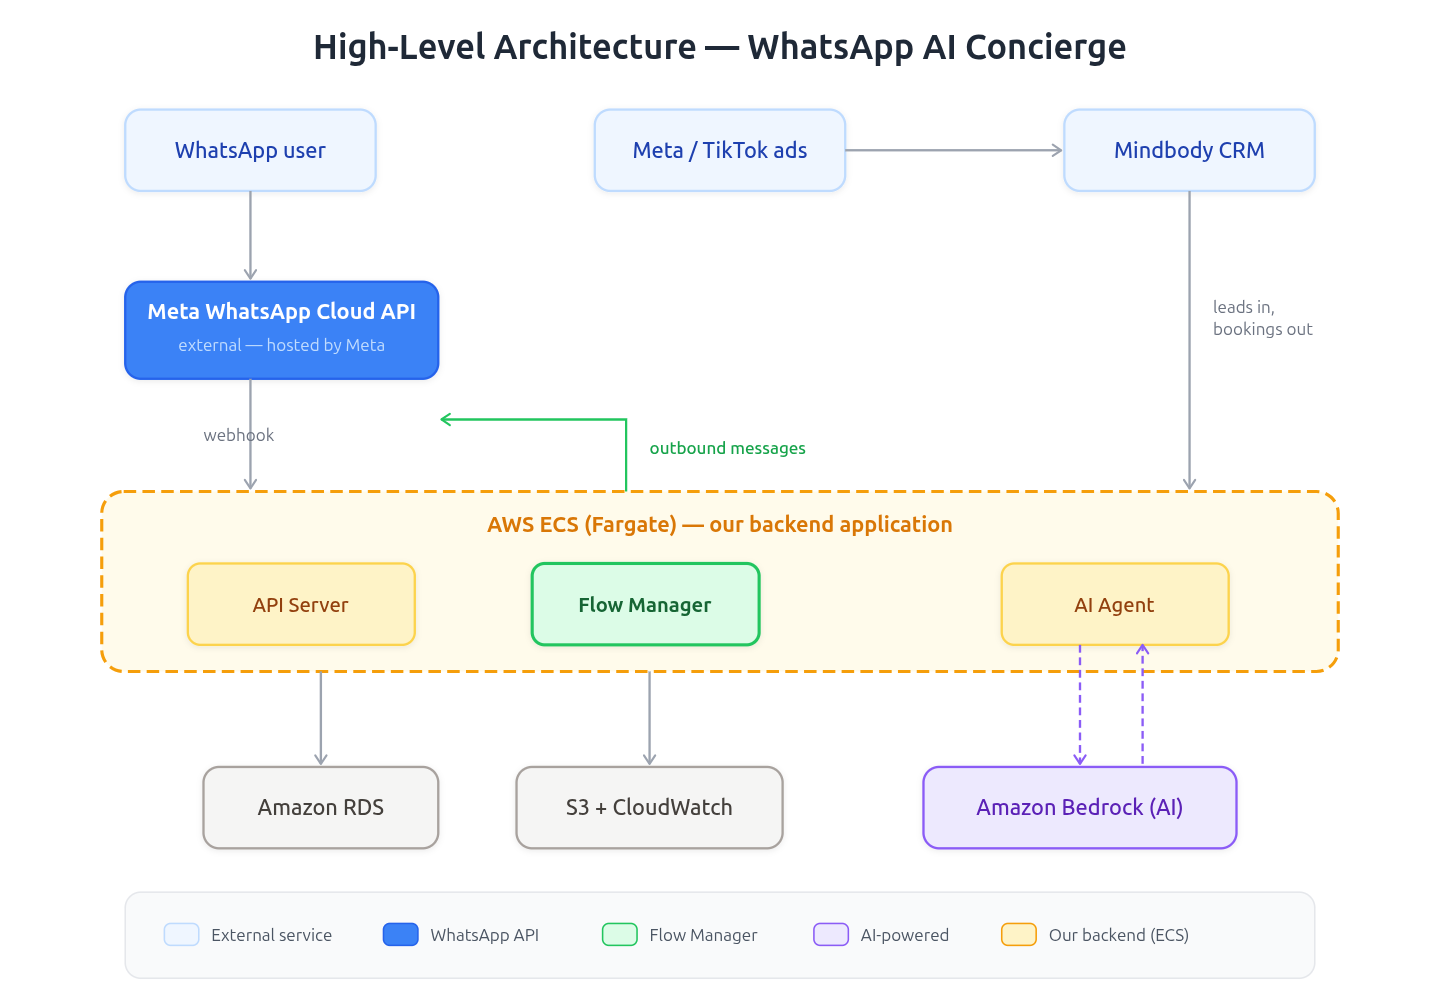 High-Level Architecture — WhatsApp AI Concierge
WhatsApp user
Meta / TikTok ads
Mindbody CRM
Meta WhatsApp Cloud API
external — hosted by Meta
leads in,
bookings out
webhook
outbound messages
AWS ECS (Fargate) — our backend application
API Server
Flow Manager
AI Agent
Amazon RDS
S3 + CloudWatch
Amazon Bedrock (AI)
External service
WhatsApp API
Flow Manager
AI-powered
Our backend (ECS)